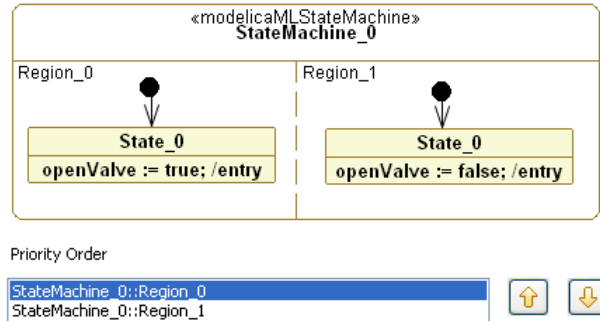 «modelicaMLStateMachine»
StateMachine_0
Region_0
Region_1
State_0
openValve := true; /entry
State_0
openValve := false; /entry
Priority Order
StateMachine_0::Region_0
StateMachine_0::Region_1